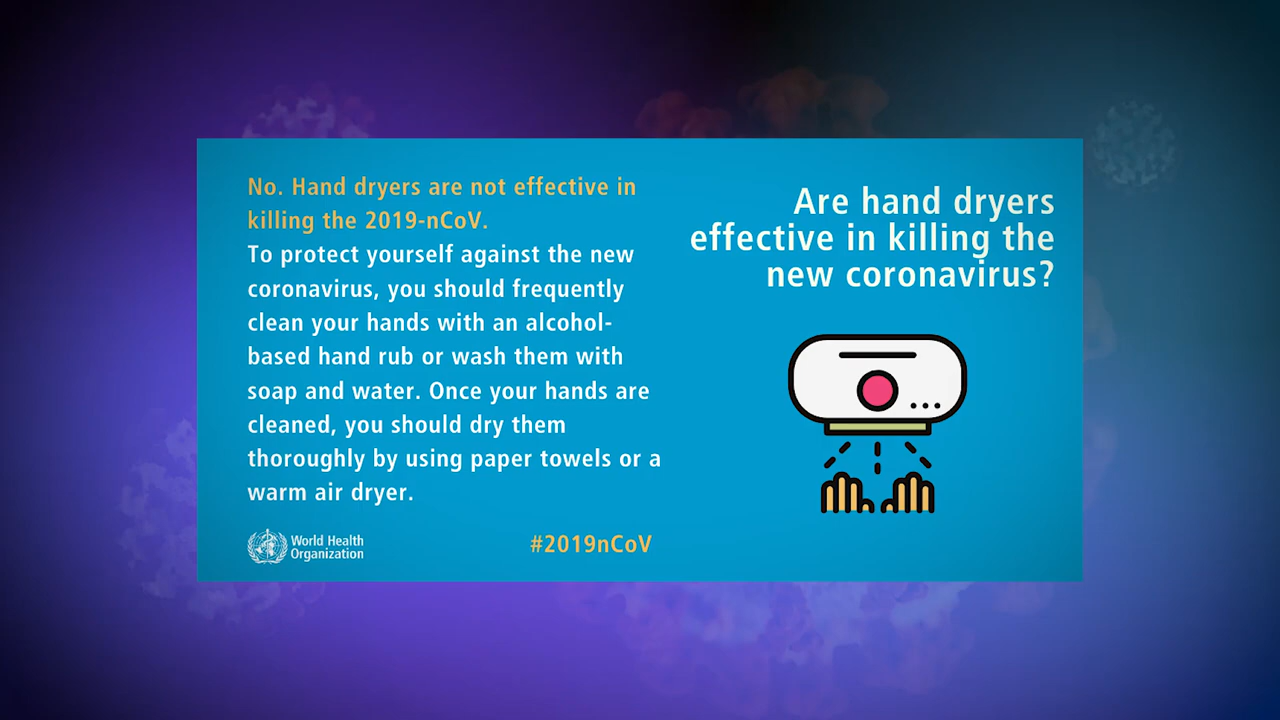 No. Hand dryers are not effective in
killing the 2019-nCoV.
To protect yourself against the new
coronavirus, you should frequently
clean your hands with an alcohol-
based hand rub or wash them with
soap and water. Once your hands are
cleaned, you should dry them
thoroughly by using paper towels or a
warm air dryer.
World Health
Organization
#2019nCoV
Are hand dryers
effective in killing the
new coronavirus?